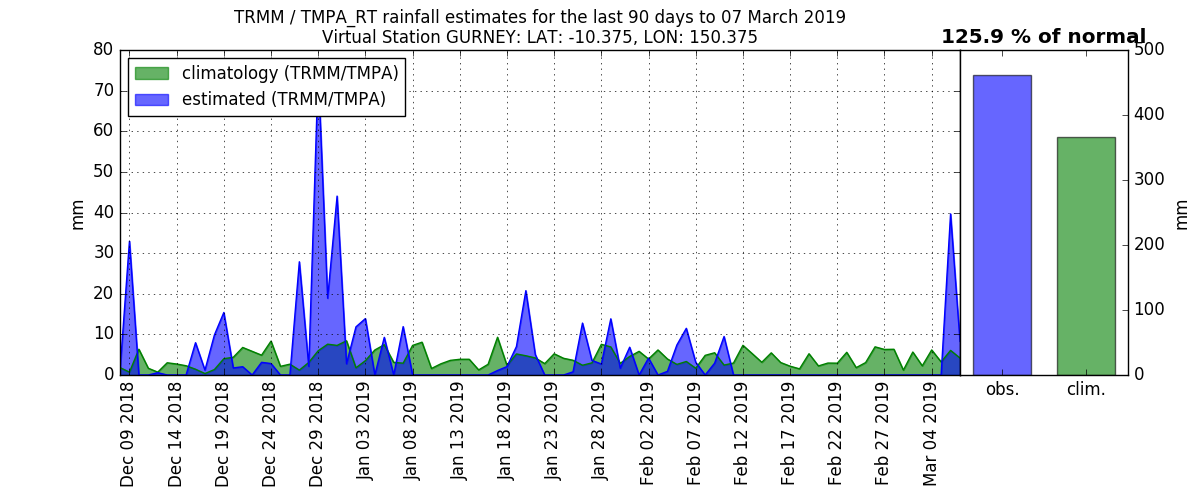 TRMM / TMPA_RT rainfall estimates for the last 90 days to 07 March 2019
Virtual Station GURNEY: LAT: -10.375, LON: 150.375
125.9 % of normal
climatology (TRMM/TMPA)
estimated (TRMM/TMPA)
mm
80
70
60
50
40
30
20
10
0
500
400
300
200
100
0
mm
Dec 09 2018
Dec 14 2018
Dec 19 2018
Dec 24 2018
Dec 29 2018
Jan 03 2019
Jan 08 2019
Jan 13 2019
Jan 18 2019
Jan 23 2019
Jan 28 2019
Feb 02 2019
Feb 07 2019
Feb 12 2019
Feb 17 2019
Feb 22 2019
Feb 27 2019
Mar 04 2019
obs.
clim.